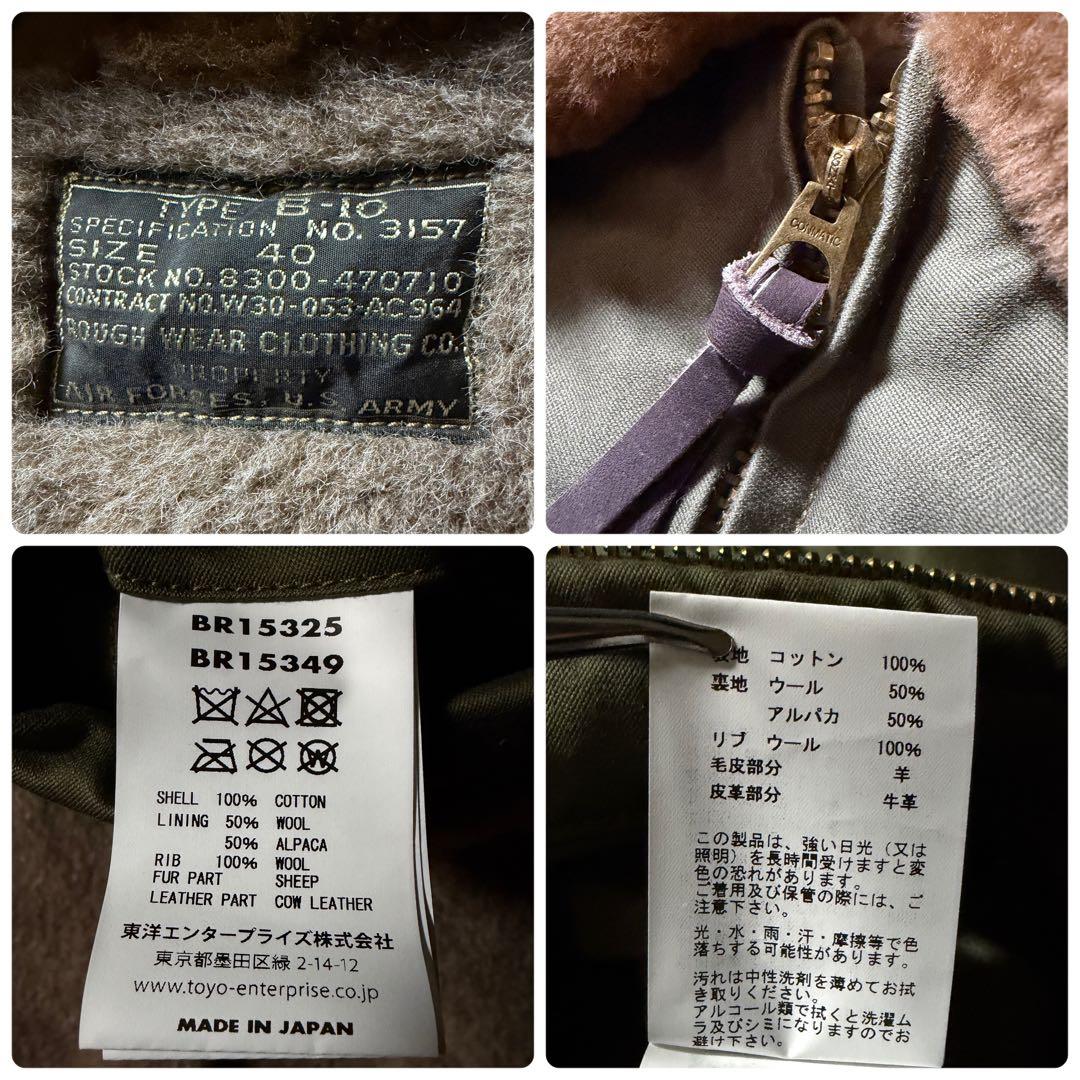 TYPE B-10
SPECIFICATION NO. 3157
SIZE 40
STOCK NO. 8300-470710
CONTRACT NO. W30-053-AC964
ROUGH WEAR CLOTHING CO.
PROPERTY
AIR FORCES, U.S. ARMY
CONMATIC
BR15325
BR15349
SHELL 100% COTTON
LINING 50% WOOL
50% ALPACA
RIB 100% WOOL
FUR PART SHEEP
LEATHER PART COW LEATHER
東洋エンタープライズ株式会社
東京都墨田区緑 2-14-12
www.toyo-enterprise.co.jp
MADE IN JAPAN
表地 コットン 100%
裏地 ウール 50%
アルパカ 50%
リブ ウール 100%
毛皮部分 羊
皮革部分 牛革
この製品は、強い日光（又は
照明）を長時間受けますと変
色の恐れがあります。
ご着用及び保管の際には、ご
注意下さい。
光・水・雨・汗・摩擦等で色
落ちする可能性があります。
汚れは中性洗剤を薄めてお拭
き取りください。
アルコール類で拭くと洗濯ム
ラ及びシミになりますのでお
避け下さい。